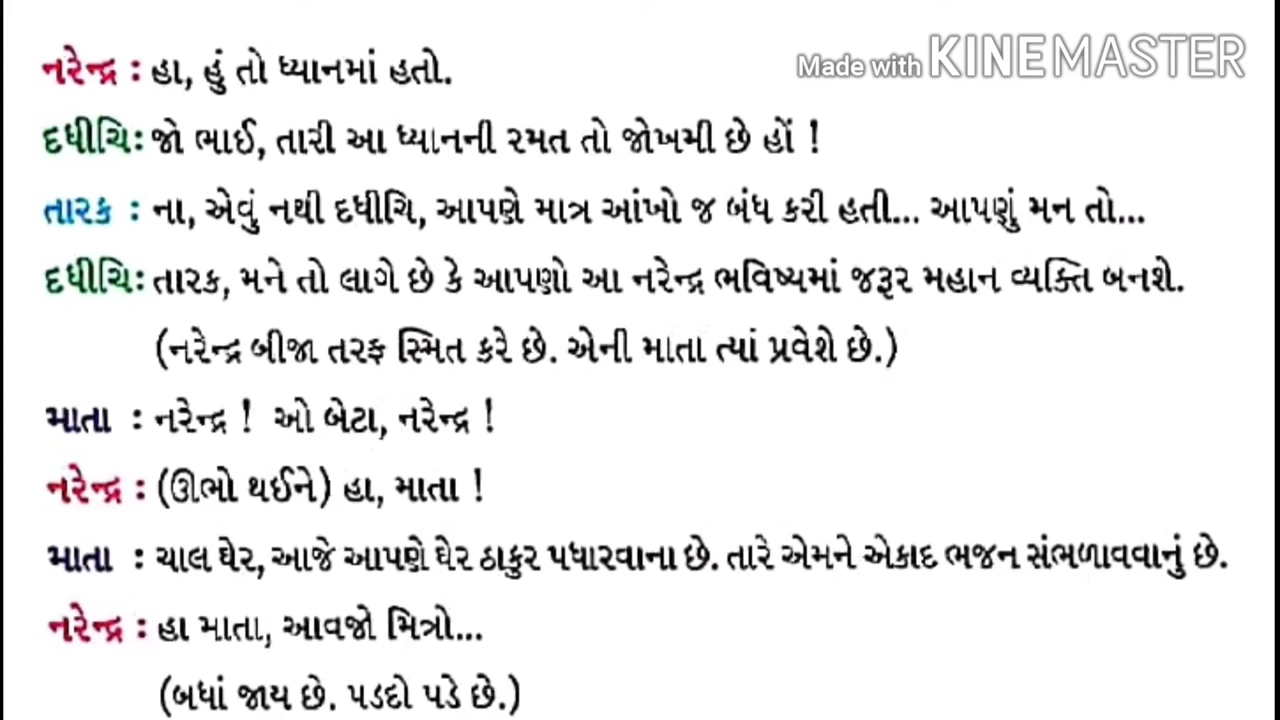 Made with KINEMASTER
નરેન્દ્ર : હા, હું તો ધ્યાનમાં હતો.
દધીચિ: જો ભાઈ, તારી આ ધ્યાનની રમત તો જોખમી છે હોં !
તારક : ના, એવું નથી દધીચિ, આપણે માત્ર આંખો જ બંધ કરી હતી... આપણું મન તો...
દધીચિ: તારક, મને તો લાગે છે કે આપણો આ નરેન્દ્ર ભવિષ્યમાં જરૂર મહાન વ્યક્તિ બનશે.
(નરેન્દ્ર બીજા તરફ સ્મિત કરે છે. એની માતા ત્યાં પ્રવેશે છે.)
માતા : નરેન્દ્ર ! ઓ બેટા, નરેન્દ્ર !
નરેન્દ્ર : (ઊભો થઈને) હા, માતા !
માતા : ચાલ ઘેર, આજે આપણે ઘેર ઠાકુર પધારવાના છે. તારે એમને એકાદ ભજન સંભળાવવાનું છે.
નરેન્દ્ર : હા માતા, આવજો મિત્રો...
(બધાં જાય છે. પડદો પડે છે.)